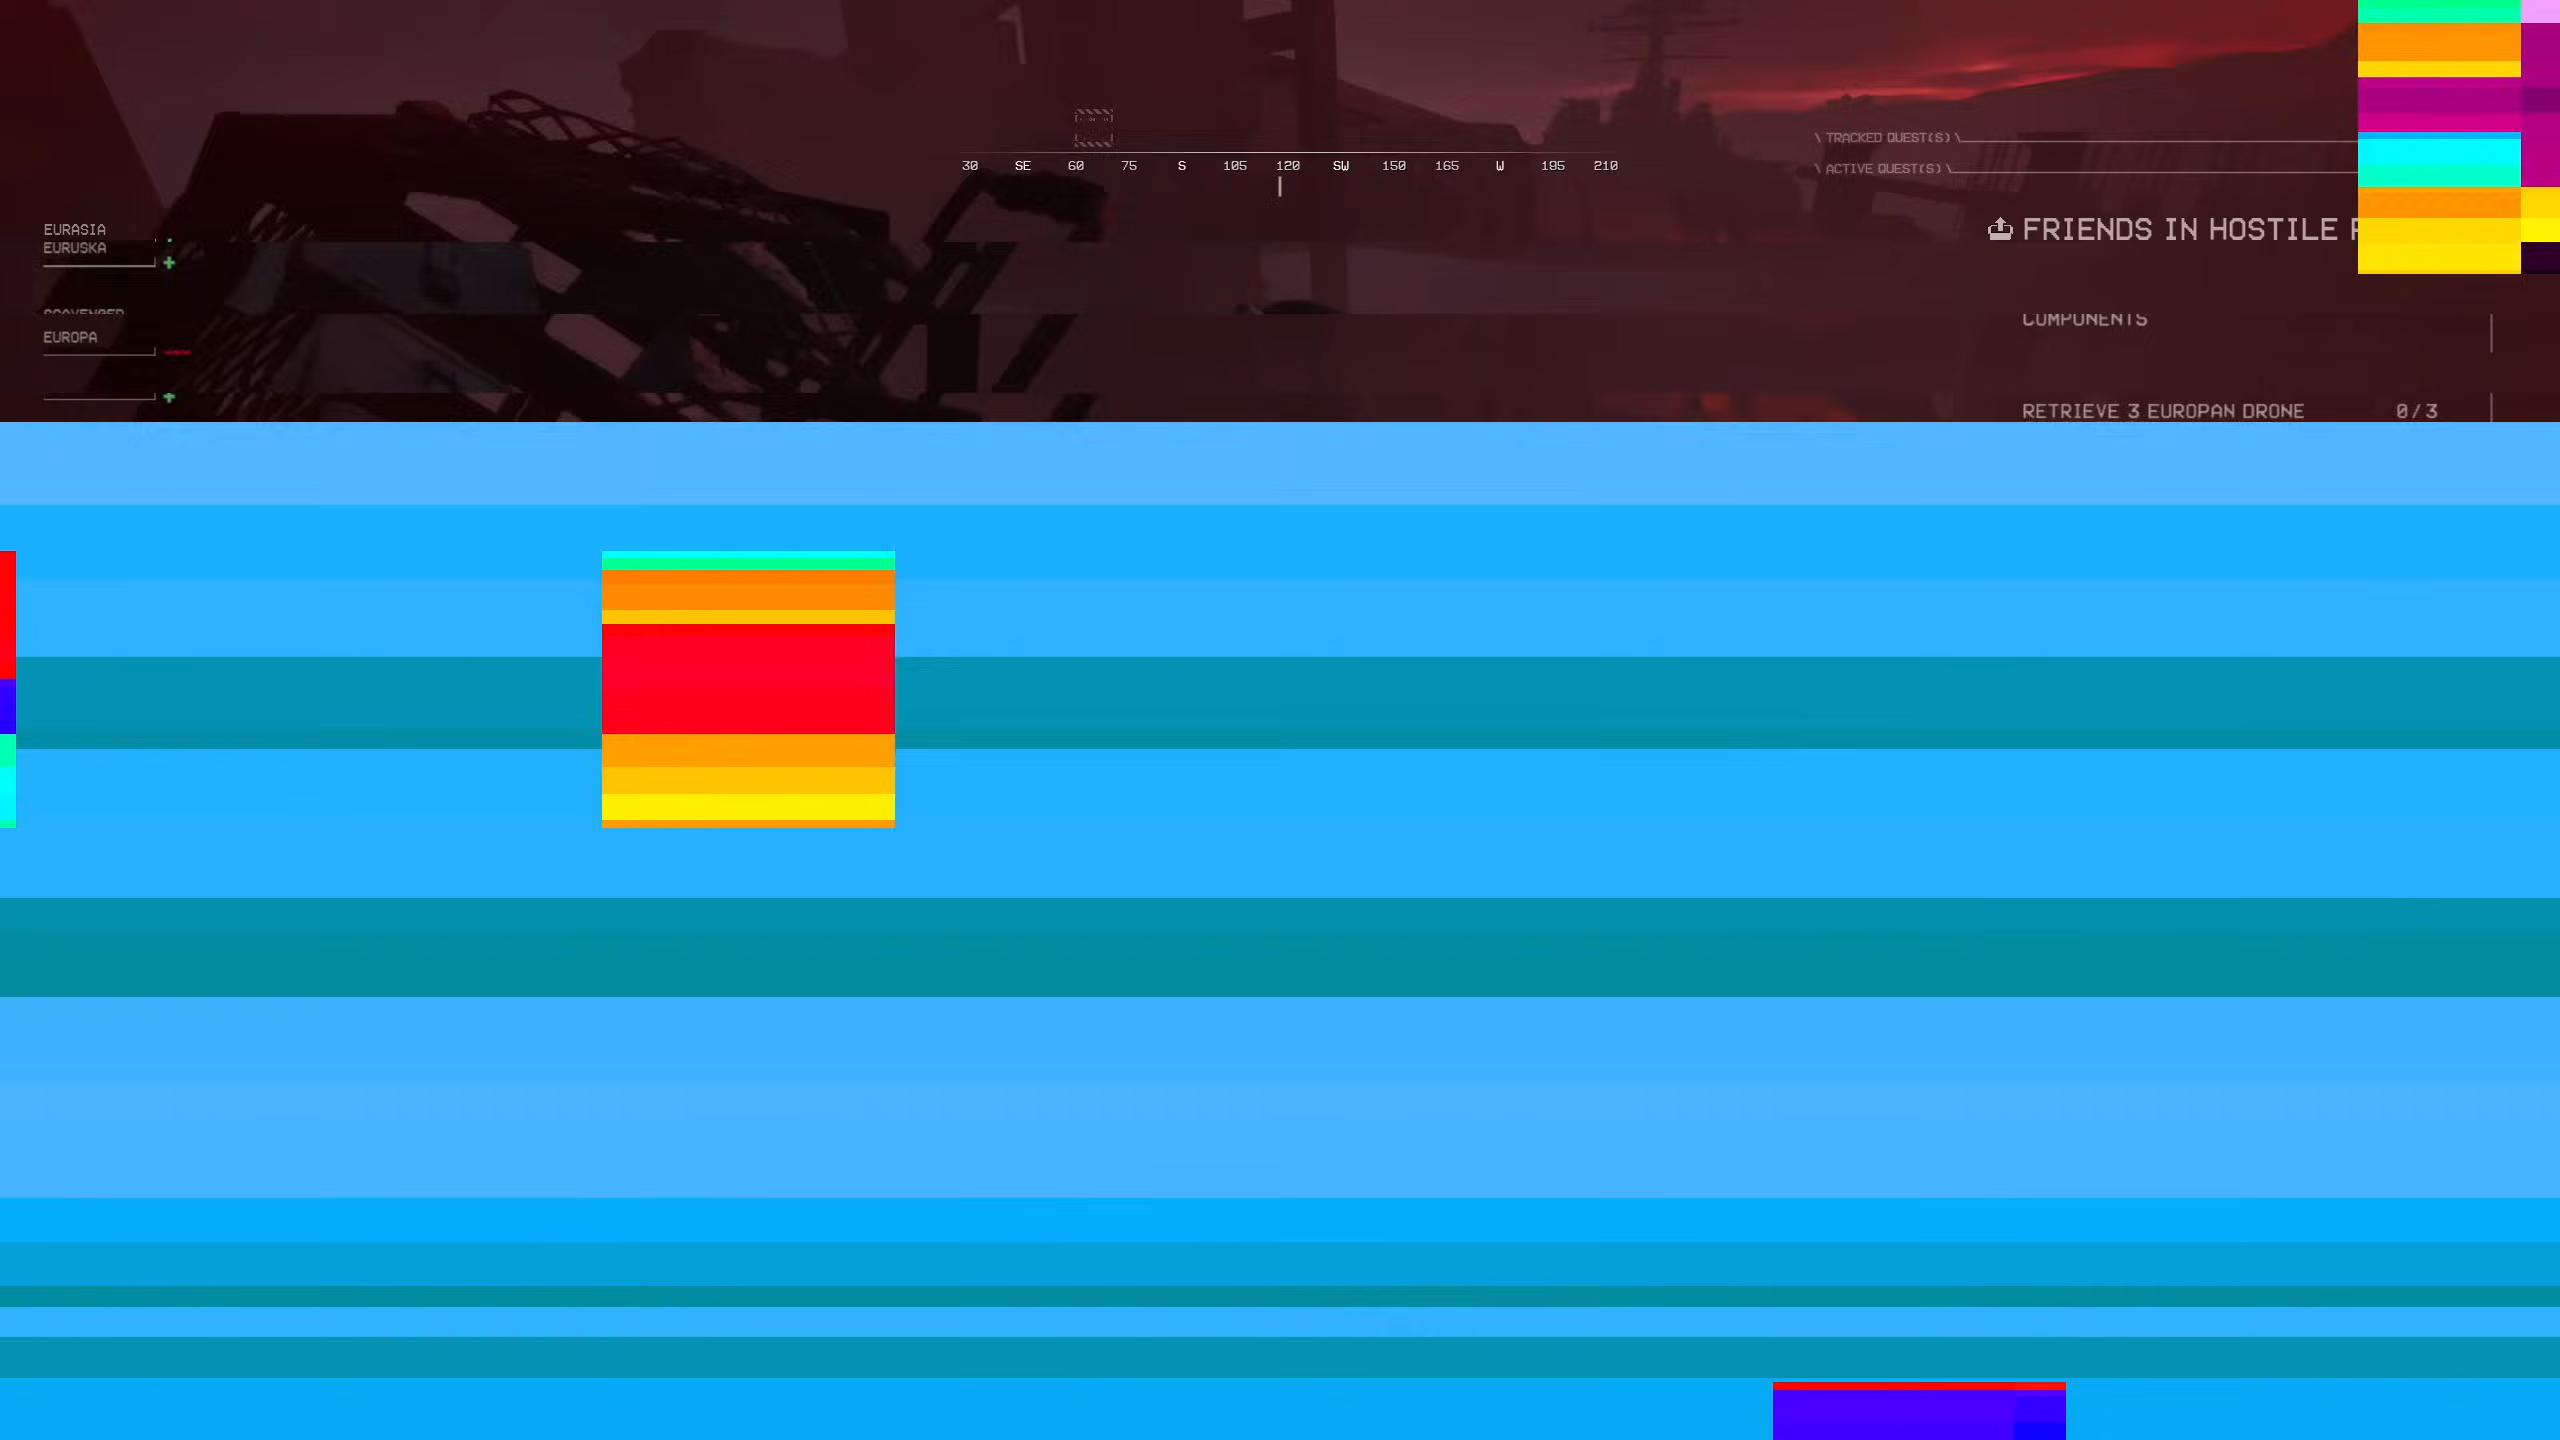 30 SE 60 75 S 105 120 SW 150 165 W 195 210
\ TRACKED QUEST(S) \
\ ACTIVE QUEST(S) \
EURASIA
EURUSKA
FRIENDS IN HOSTILE
SCAVENGER
COMPONENTS
EUROPA
RETRIEVE 3 EUROPAN DRONE 0/3